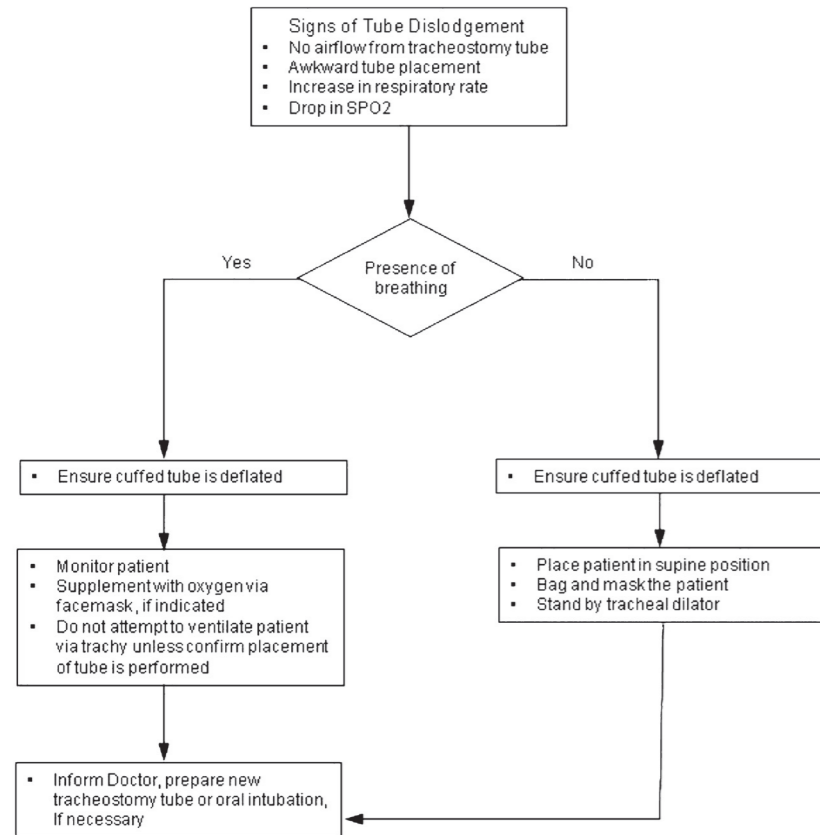 Signs of Tube Dislodgement
▪ No airflow from tracheostomy tube
▪ Awkward tube placement
▪ Increase in respiratory rate
▪ Drop in SPO2
Presence of
breathing
Yes
No
▪ Ensure cuffed tube is deflated
▪ Ensure cuffed tube is deflated
▪ Monitor patient
▪ Supplement with oxygen via
facemask, if indicated
▪ Do not attempt to ventilate patient
via trachy unless confirm placement
of tube is performed
▪ Place patient in supine position
▪ Bag and mask the patient
▪ Stand by tracheal dilator
▪ Inform Doctor, prepare new
tracheostomy tube or oral intubation,
If necessary